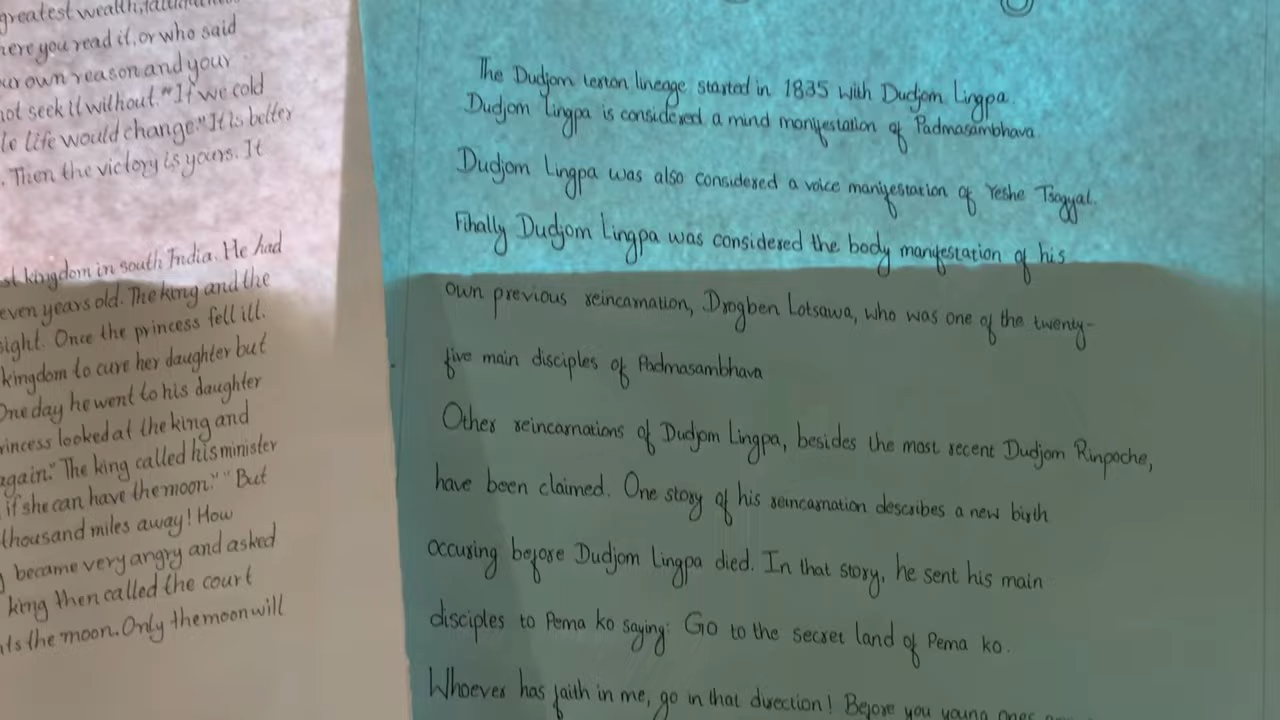 greatest wealth,
here you read it, or who said
our own reason and your
not seek it without." "If we cold
le life would change." It is better
. Then the victory is yours. It
st kingdom in south India. He had
even years old. The king and the
sight. Once the princess fell ill.
kingdom to cure her daughter but
One day he went to his daughter
rincess looked at the king and
again." The king called his minister
if she can have the moon." "But
thousand miles away! How
became very angry and asked
king then called the court
ts the moon. Only the moon will
The Dudjom terton lineage started in 1835 with Dudjom Lingpa.
Dudjom Lingpa is considered a mind manifestation of Padmasambhava
Dudjom Lingpa was also considered a voice manifestation of Yeshe Tsogyal.
Finally Dudjom Lingpa was considered the body manifestation of his
own previous reincarnation, Drogben Lotsawa, who was one of the twenty-
five main disciples of Padmasambhava
Other reincarnations of Dudjom Lingpa, besides the most recent Dudjom Rinpoche,
have been claimed. One story of his reincarnation describes a new birth
occuring before Dudjom Lingpa died. In that story, he sent his main
disciples to Pema ko saying: Go to the secret land of Pema ko.
Whoever has faith in me, go in that direction! Before you young ones